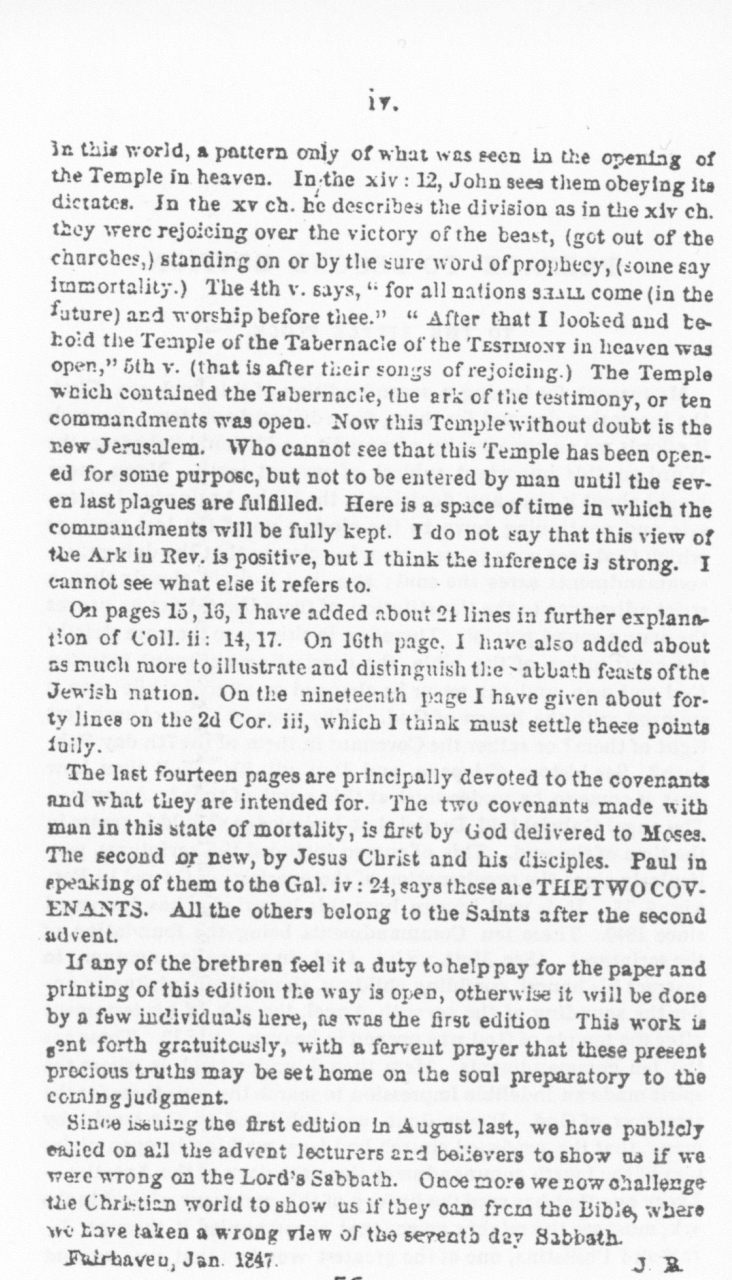 iv.
in this world, a pattern only of what was seen in the opening of
the Temple in heaven. In the xiv : 12, John sees them obeying its
dictates. In the xv ch. he describes the division as in the xiv ch.
they were rejoicing over the victory of the beast, (got out of the
churches,) standing on or by the sure word of prophecy, (some say
immortality.) The 4th v. says, “ for all nations SHALL come (in the
future) and worship before thee.” “ After that I looked and be-
hold the Temple of the Tabernacle of the TESTIMONY in heaven was
open,” 5th v. (that is after their songs of rejoicing.) The Temple
which contained the Tabernacle, the ark of the testimony, or ten
commandments was open. Now this Temple without doubt is the
new Jerusalem. Who cannot see that this Temple has been open-
ed for some purpose, but not to be entered by man until the sev-
en last plagues are fulfilled. Here is a space of time in which the
commandments will be fully kept. I do not say that this view of
the Ark in Rev. is positive, but I think the inference is strong. I
cannot see what else it refers to.
On pages 15, 16, I have added about 24 lines in further explana-
tion of Coll. ii : 14, 17. On 16th page, I have also added about
as much more to illustrate and distinguish the abbath feasts of the
Jewish nation. On the nineteenth page I have given about for-
ty lines on the 2d Cor. iii, which I think must settle these points
fully.
The last fourteen pages are principally devoted to the covenants
and what they are intended for. The two covenants made with
man in this state of mortality, is first by God delivered to Moses.
The second or new, by Jesus Christ and his disciples. Paul in
speaking of them to the Gal. iv : 24, says these are THE TWO COV-
ENANTS. All the others belong to the Saints after the second
advent.
If any of the brethren feel it a duty to help pay for the paper and
printing of this edition the way is open, otherwise it will be done
by a few individuals here, as was the first edition This work is
sent forth gratuitously, with a fervent prayer that these present
precious truths may be set home on the soul preparatory to the
coming judgment.
Since issuing the first edition in August last, we have publicly
called on all the advent lecturers and believers to show us if we
were wrong on the Lord’s Sabbath. Once more we now challenge
the Christian world to show us if they can from the Bible, where
we have taken a wrong view of the seventh day Sabbath.
Fairhaven, Jan. 1847. J. B.